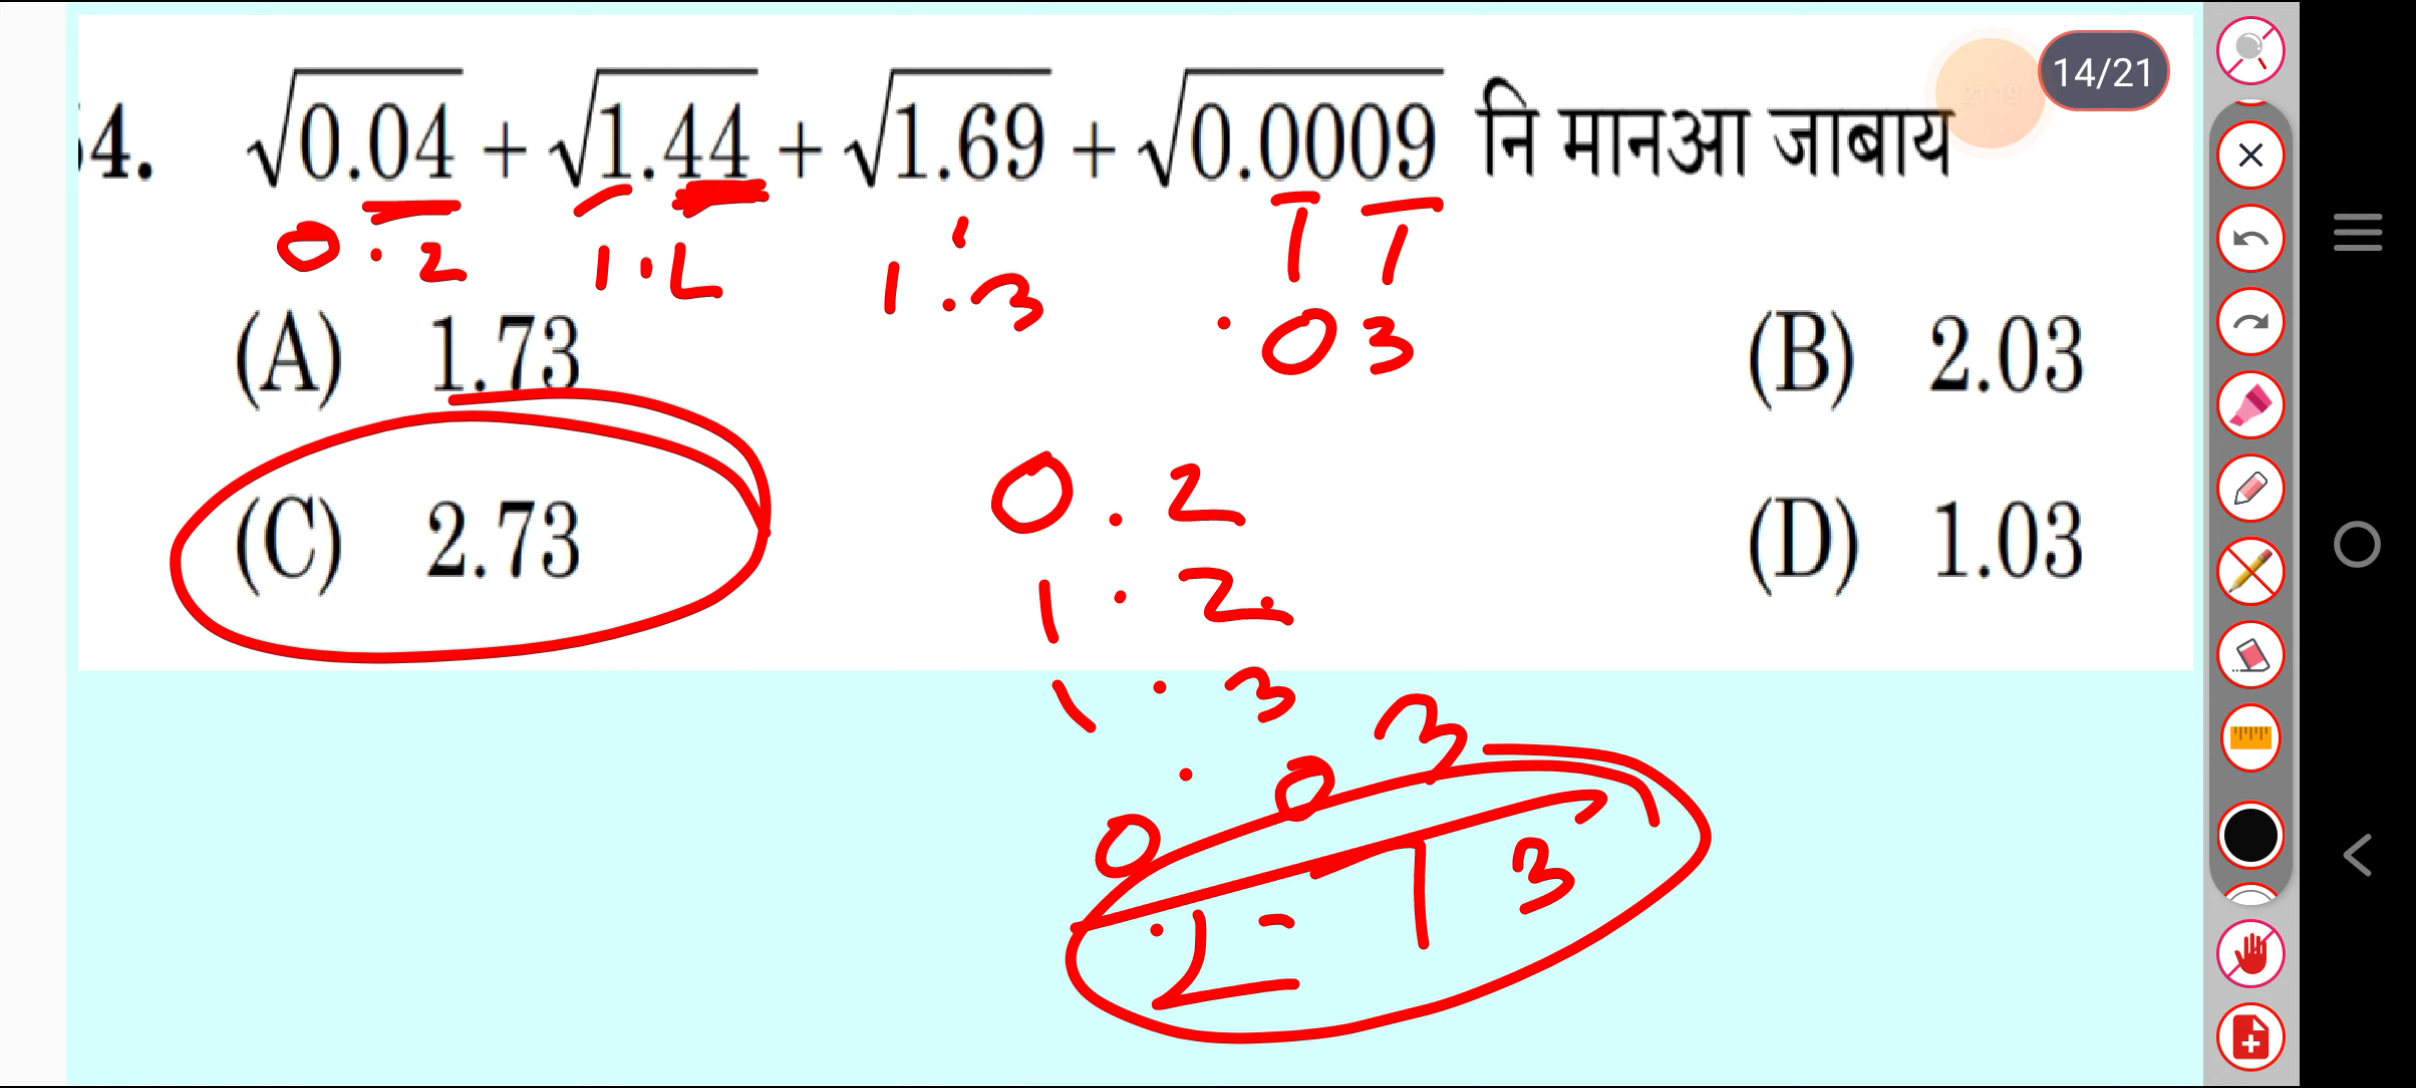 14/21
4. √0.04 + √1.44 + √1.69 + √0.0009 नि मानआ जाबाय
0.2 1.2 1.3 .03
(A) 1.73 (B) 2.03
(C) 2.73 (D) 1.03
0.2
1.2
1.3
0.03
2.73